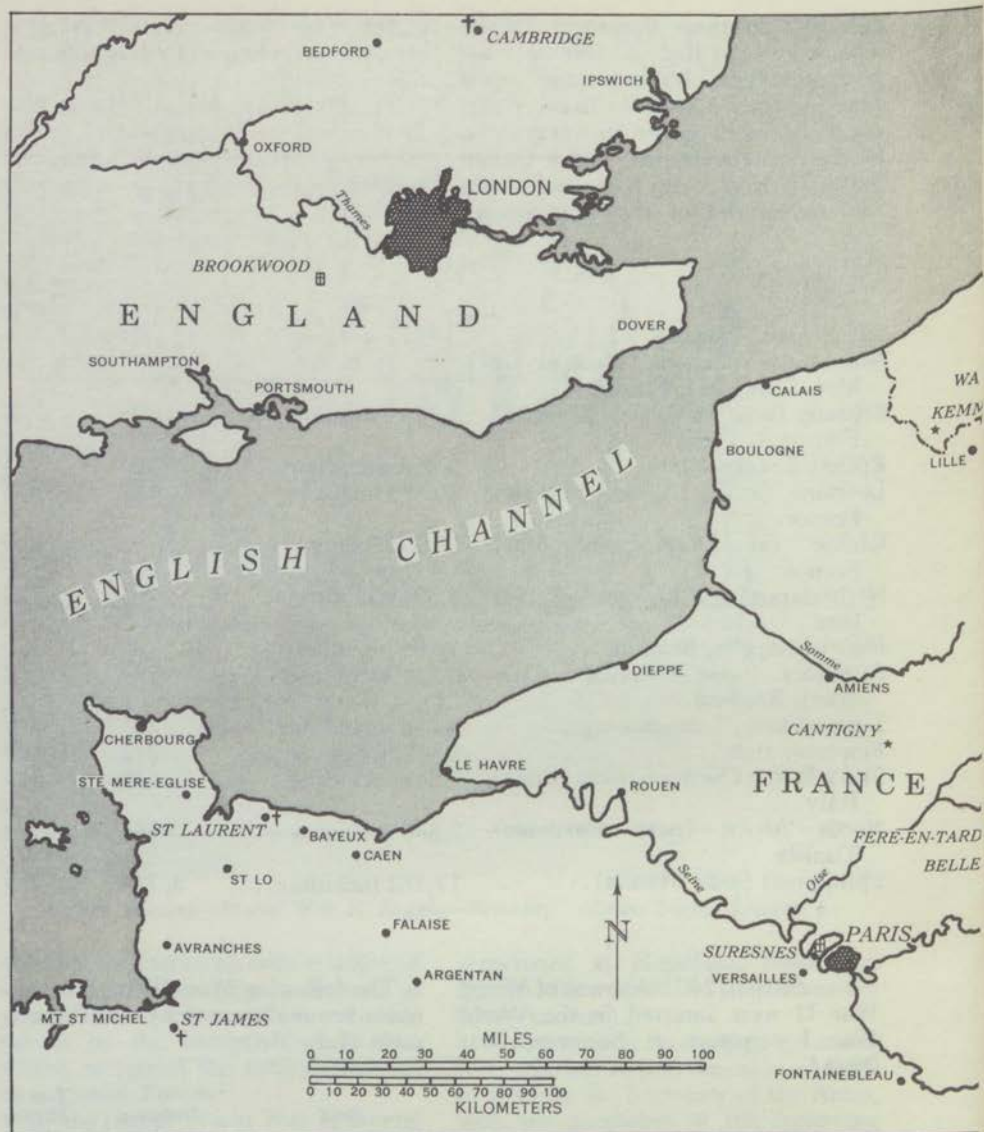 CAMBRIDGE
BEDFORD
IPSWICH
OXFORD
LONDON
Thames
BROOKWOOD
ENGLAND
DOVER
SOUTHAMPTON
PORTSMOUTH
CALAIS
WA
KEMM
BOULOGNE
LILLE
ENGLISH CHANNEL
Somme
DIEPPE
AMIENS
CHERBOURG
CANTIGNY
LE HAVRE
STE MERE-EGLISE
ROUEN
FRANCE
ST LAURENT
BAYEUX
CAEN
FERE-EN-TARD
BELLE
ST LO
Seine
Oise
N
FALAISE
PARIS
SURESNES
AVRANCHES
VERSAILLES
ARGENTAN
MT ST MICHEL
ST JAMES
MILES
0 10 20 30 40 50 60 70 80 90 100
0 10 20 30 40 50 60 70 80 90 100
KILOMETERS
FONTAINEBLEAU